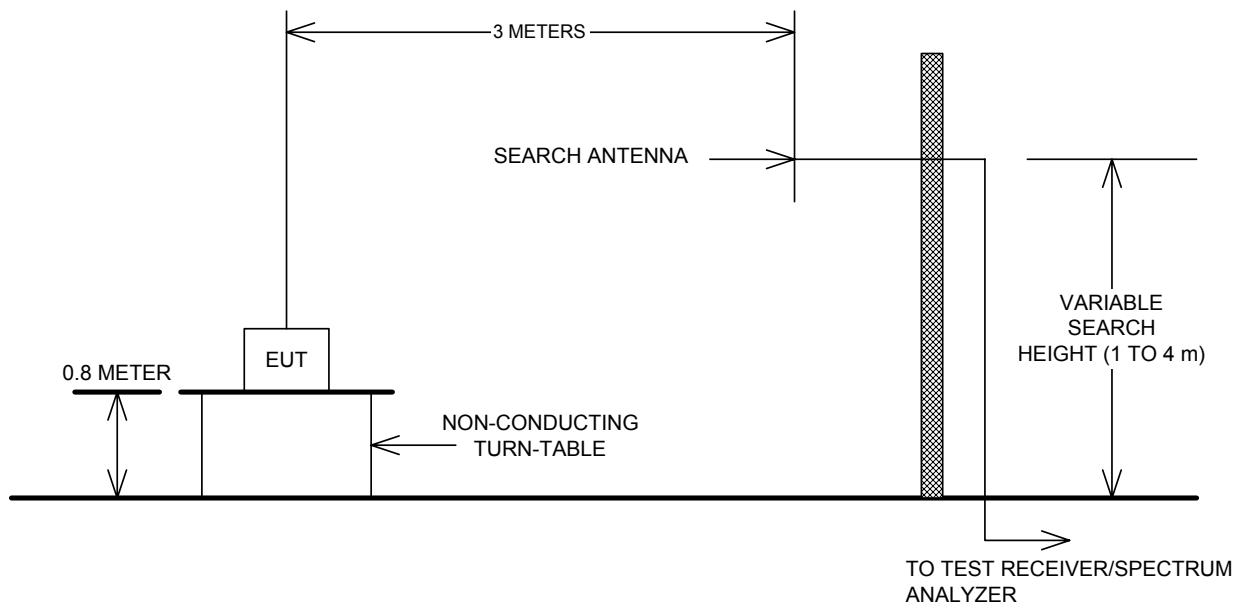 3 METERS
SEARCH ANTENNA
VARIABLE
SEARCH
HEIGHT (1 TO 4 m)
EUT
0.8 METER
NON-CONDUCTING
TURN-TABLE
TO TEST RECEIVER/SPECTRUM
ANALYZER